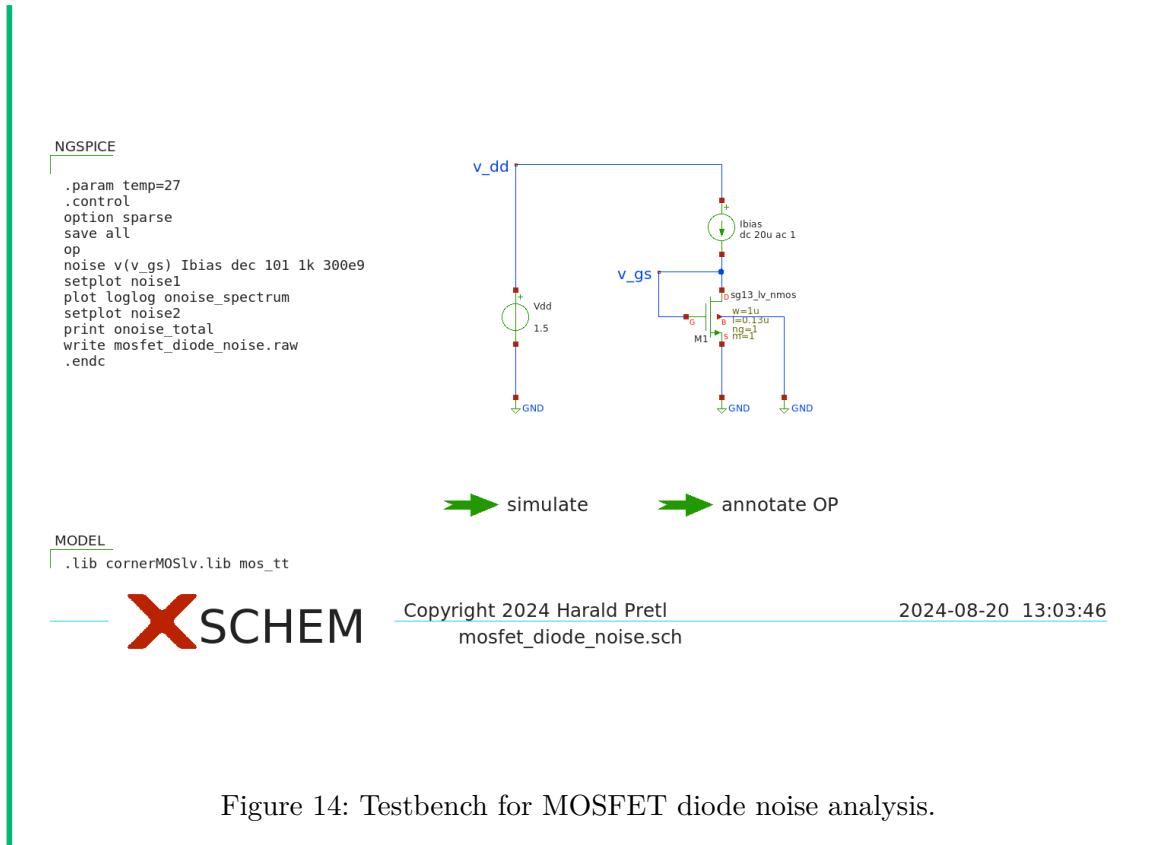 NGSPICE
.param temp=27
.control
option sparse
save all
op
noise v(v_gs) Ibias dec 101 1k 300e9
setplot noise1
plot loglog onoise_spectrum
setplot noise2
print onoise_total
write mosfet_diode_noise.raw
.endc
v_dd
+
Ibias
dc 20u ac 1
v_gs
+
Vdd
1.5
D
sg13_lv_nmos
w=1u
l=0.13u
ng=1
m=1
G
B
S
M1
GND
GND
GND
simulate
annotate OP
MODEL
.lib cornerMOSlv.lib mos_tt
XSCHEM
Copyright 2024 Harald Pretl
2024-08-20 13:03:46
mosfet_diode_noise.sch
Figure 14: Testbench for MOSFET diode noise analysis.